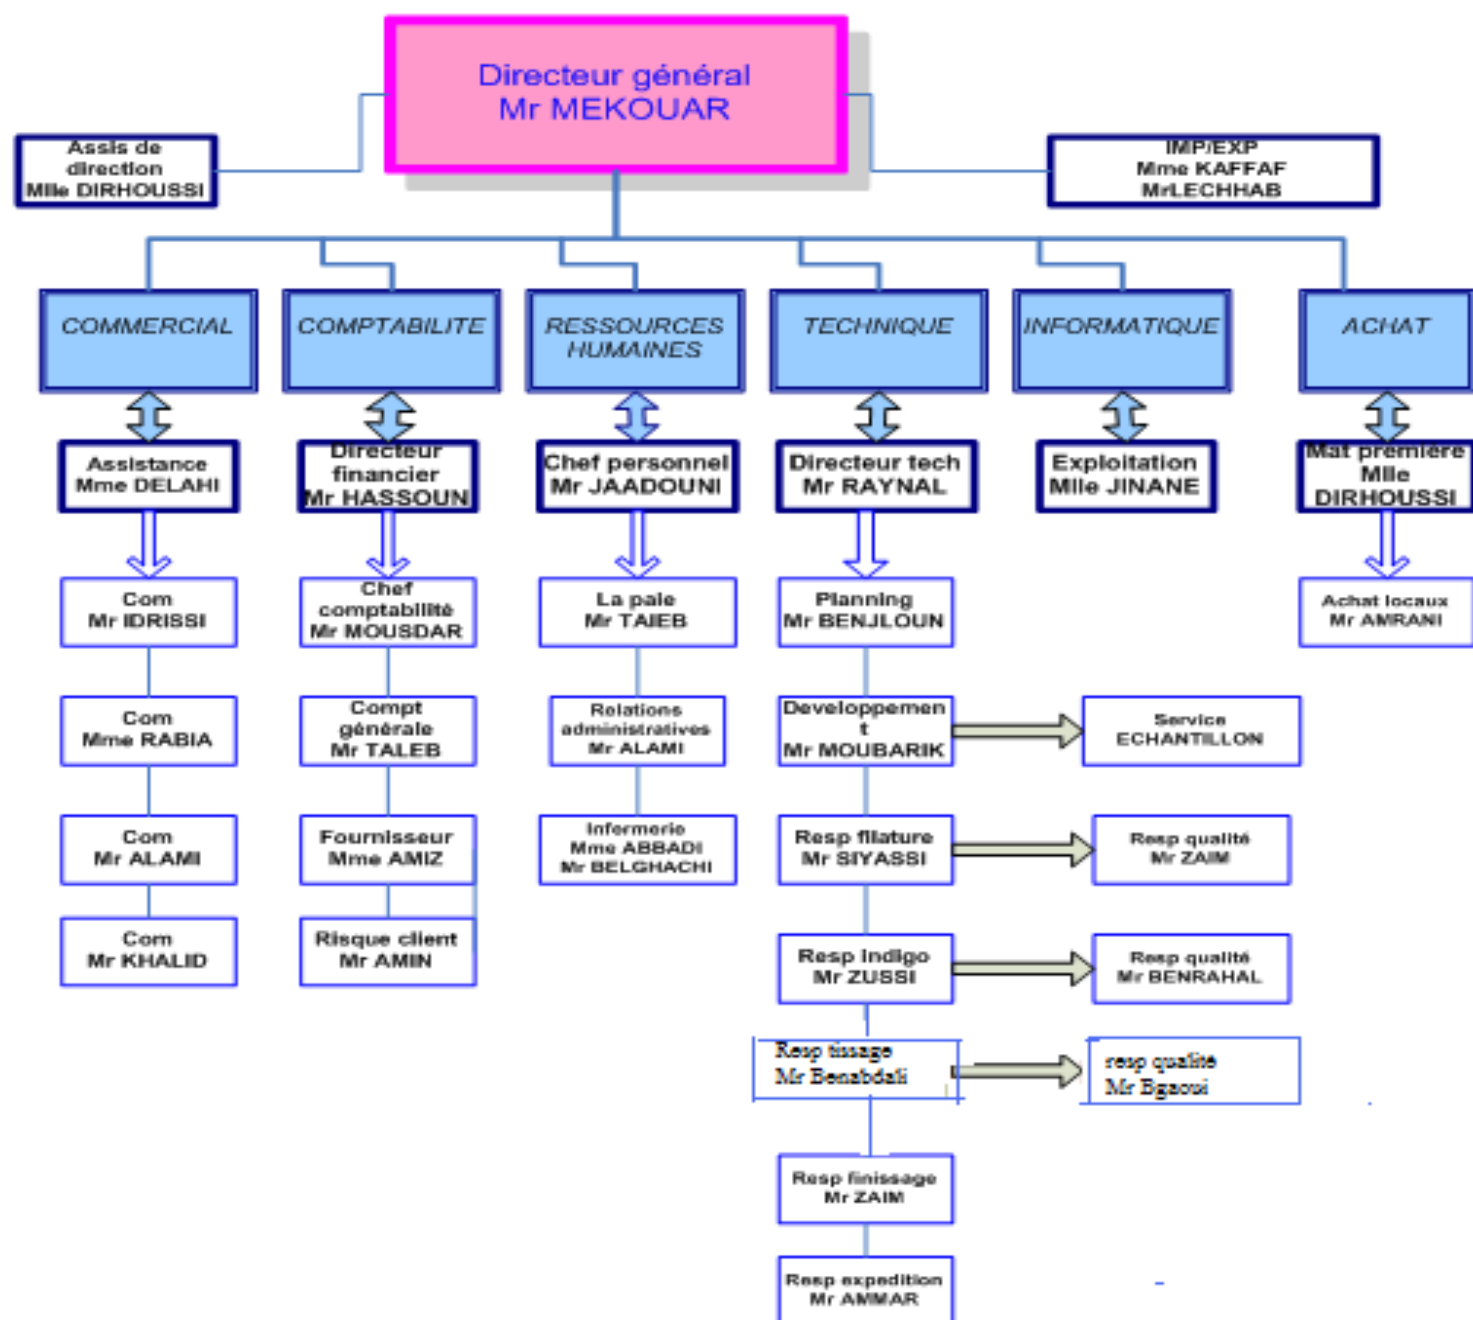 Directeur général
Mr MEKOUAR
Assis de
direction
Mlle DIRHOUSSI
IMP/EXP
Mme KAFFAF
MrLECHHAB
COMMERCIAL
COMPTABILITE
RESSOURCES
HUMAINES
TECHNIQUE
INFORMATIQUE
ACHAT
Assistance
Mme DELAHI
Directeur
financier
Mr HASSOUN
Chef personnel
Mr JAADOUNI
Directeur tech
Mr RAYNAL
Exploitation
Mlle JINANE
Mat première
Mlle
DIRHOUSSI
Com
Mr IDRISSI
Chef
comptabilité
Mr MOUSDAR
La paie
Mr TAIEB
Planning
Mr BENJLOUN
Achat locaux
Mr AMRANI
Com
Mme RABIA
Compt
générale
Mr TALEB
Relations
administratives
Mr ALAMI
Developpemen
t
Mr MOUBARIK
Service
ECHANTILLON
Com
Mr ALAMI
Fournisseur
Mme AMIZ
Infermerie
Mme ABBADI
Mr BELGHACHI
Resp filature
Mr SIYASSI
Resp qualité
Mr ZAIM
Com
Mr KHALID
Risque client
Mr AMIN
Resp indigo
Mr ZUSSI
Resp qualité
Mr BENRAHAL
Resp tissage
Mr Benabdali
resp qualité
Mr Bgaoui
Resp finissage
Mr ZAIM
Resp expedition
Mr AMMAR